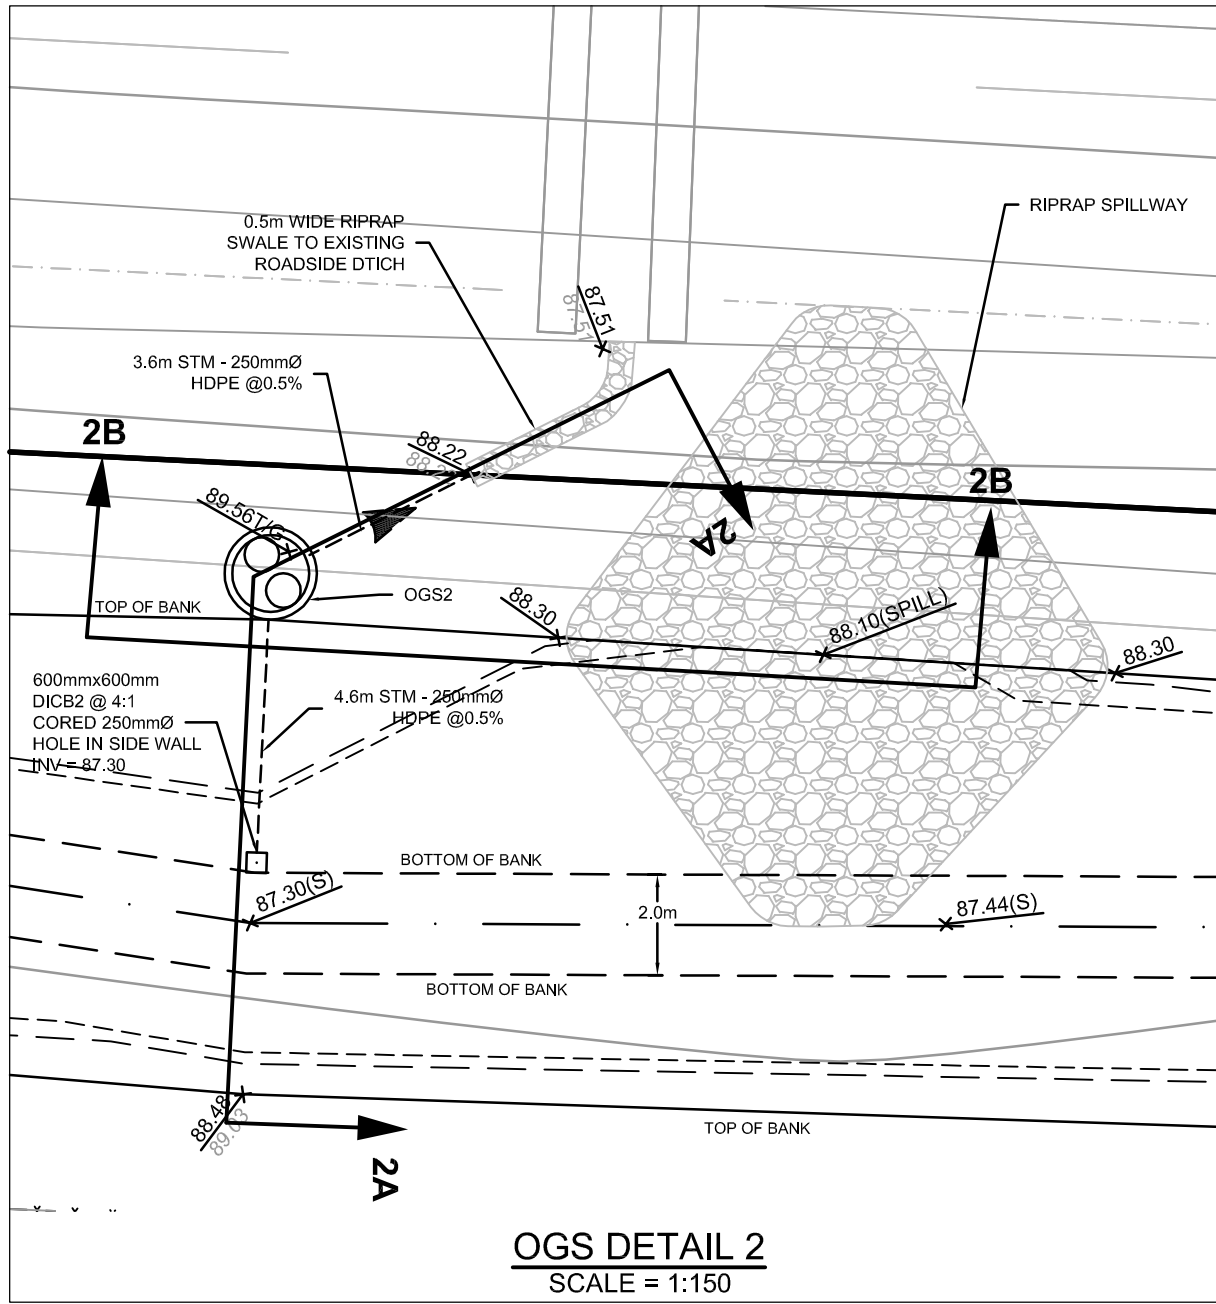 0.5m WIDE RIPRAP
SWALE TO EXISTING
ROADSIDE DTICH
RIPRAP SPILLWAY
87.51
87.51
3.6m STM - 250mmØ
HDPE @0.5%
2B
88.22
2B
89.56T/G
2A
OGS2
TOP OF BANK
88.30
88.10(SPILL)
88.30
600mmx600mm
DICB2 @ 4:1
CORED 250mmØ
HOLE IN SIDE WALL
INV = 87.30
4.6m STM - 250mmØ
HDPE @0.5%
BOTTOM OF BANK
87.30(S)
2.0m
87.44(S)
BOTTOM OF BANK
88.48
89.03
TOP OF BANK
2A
OGS DETAIL 2
SCALE = 1:150